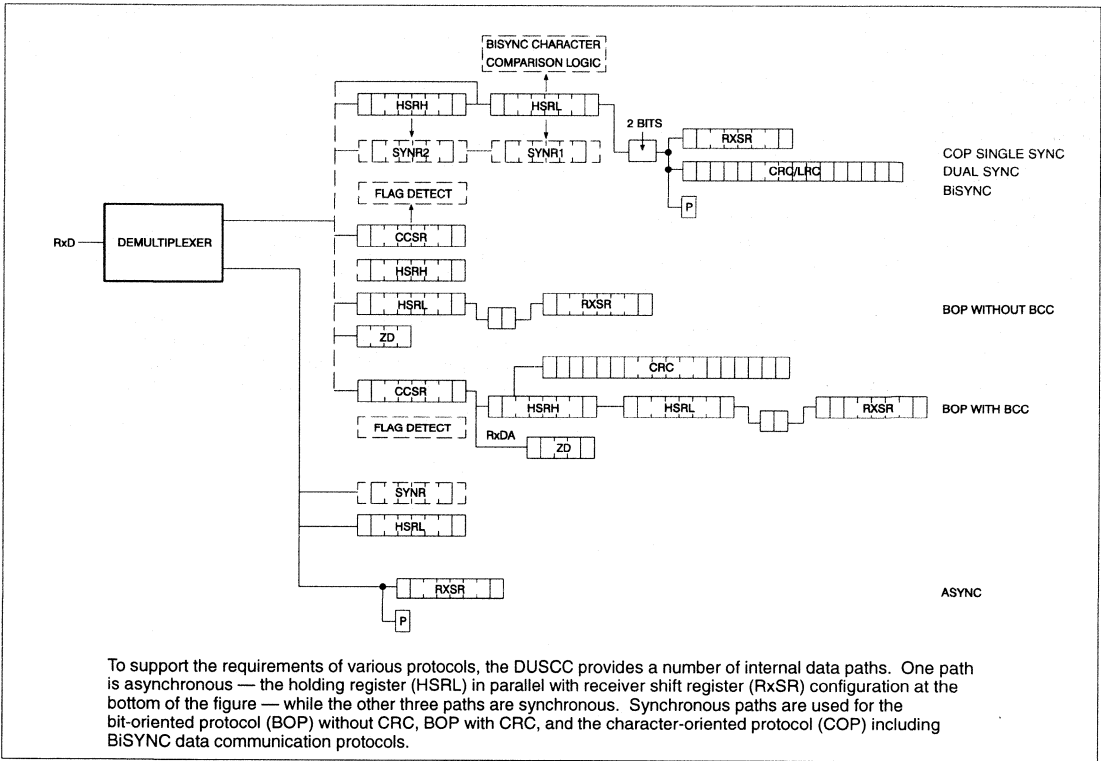 BISYNC CHARACTER
COMPARISON LOGIC
HSRH
HSRL
2 BITS
RXSR
SYNR2
SYNR1
CRC/LRC
COP SINGLE SYNC
DUAL SYNC
BiSYNC
P
FLAG DETECT
RxD
DEMULTIPLEXER
CCSR
HSRH
HSRL
RXSR
BOP WITHOUT BCC
ZD
CRC
CCSR
HSRH
HSRL
RXSR
BOP WITH BCC
FLAG DETECT
RxDA
ZD
SYNR
HSRL
RXSR
ASYNC
P
To support the requirements of various protocols, the DUSCC provides a number of internal data paths. One path
is asynchronous — the holding register (HSRL) in parallel with receiver shift register (RxSR) configuration at the
bottom of the figure — while the other three paths are synchronous. Synchronous paths are used for the
bit-oriented protocol (BOP) without CRC, BOP with CRC, and the character-oriented protocol (COP) including
BiSYNC data communication protocols.